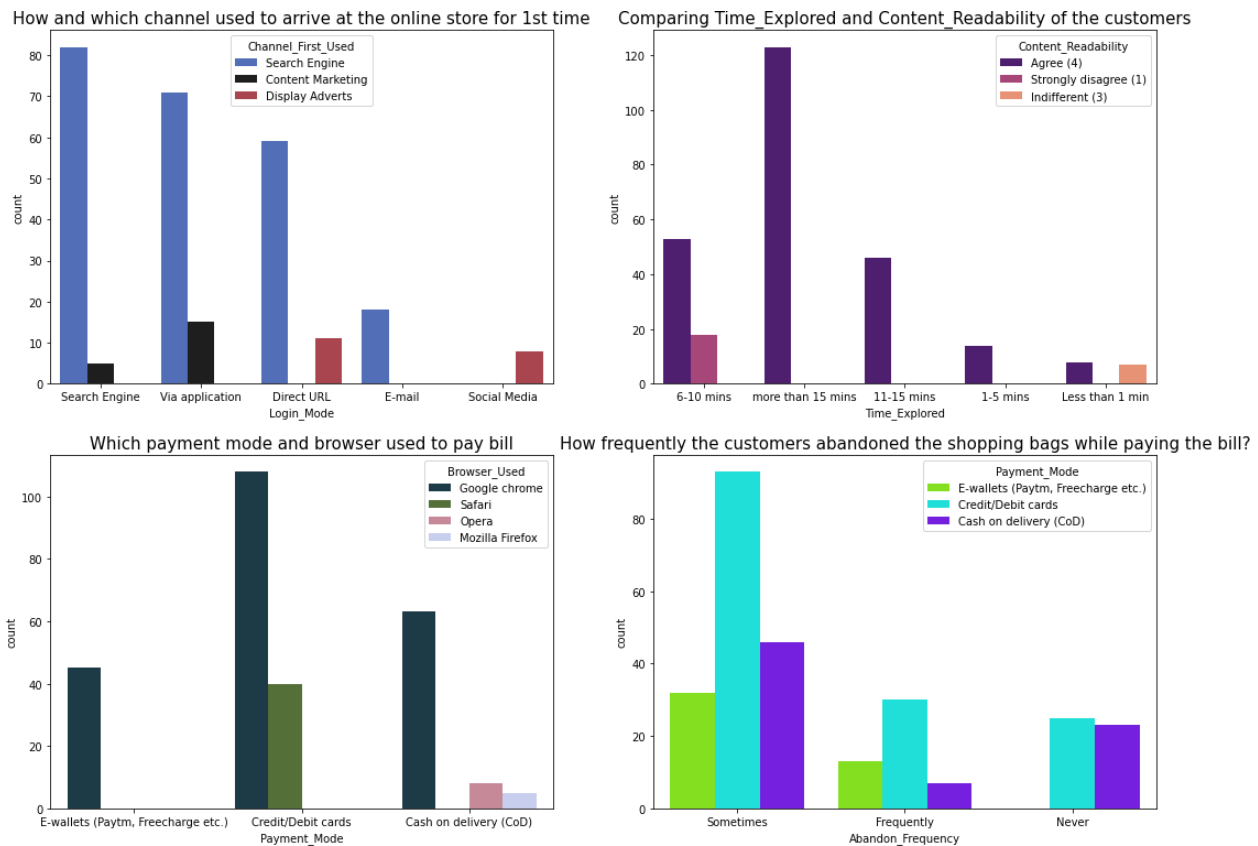 How and which channel used to arrive at the online store for 1st time
Channel_First_Used
Search Engine
Content Marketing
Display Adverts
80
70
60
50
40
30
20
10
0
count
Search Engine
Via application
Direct URL
E-mail
Social Media
Login_Mode
Comparing Time_Explored and Content_Readability of the customers
Content_Readability
Agree (4)
Strongly disagree (1)
Indifferent (3)
120
100
80
60
40
20
0
count
6-10 mins
more than 15 mins
11-15 mins
1-5 mins
Less than 1 min
Time_Explored
Which payment mode and browser used to pay bill
Browser_Used
Google chrome
Safari
Opera
Mozilla Firefox
100
80
60
40
20
0
count
E-wallets (Paytm, Freecharge etc.)
Credit/Debit cards
Cash on delivery (CoD)
Payment_Mode
How frequently the customers abandoned the shopping bags while paying the bill?
Payment_Mode
E-wallets (Paytm, Freecharge etc.)
Credit/Debit cards
Cash on delivery (CoD)
80
60
40
20
0
count
Sometimes
Frequently
Never
Abandon_Frequency